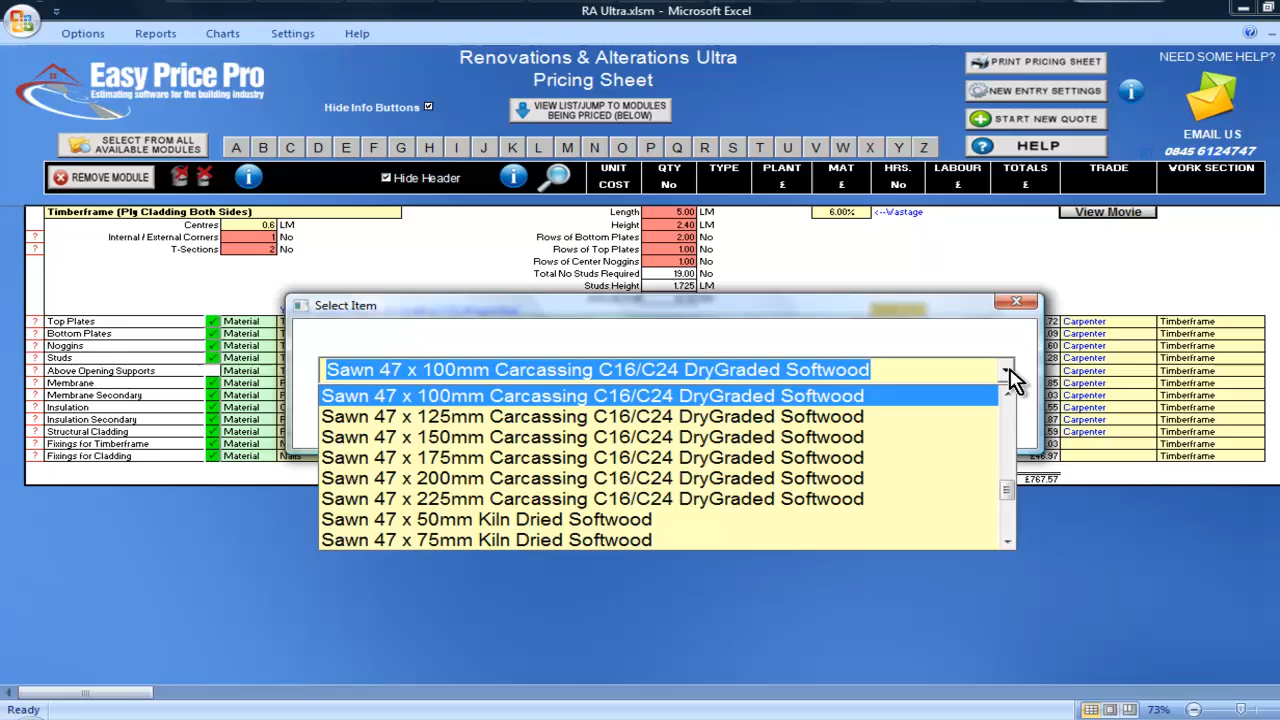 RA Ultra.xlsm - Microsoft Excel
Options Reports Charts Settings Help
Easy Price Pro
Estimating software for the building industry
Renovations & Alterations Ultra
Pricing Sheet
Hide Info Buttons
VIEW LIST/JUMP TO MODULES
BEING PRICED (BELOW)
PRINT PRICING SHEET
NEW ENTRY SETTINGS
START NEW QUOTE
HELP
NEED SOME HELP?
EMAIL US
0845 6124747
SELECT FROM ALL
AVAILABLE MODULES
A B C D E F G H I J K L M N O P Q R S T U V W X Y Z
REMOVE MODULE
Hide Header
UNIT COST
QTY No
TYPE
PLANT £
MAT £
HRS. No
LABOUR £
TOTALS £
TRADE
WORK SECTION
Timberframe (Ply Cladding Both Sides) Length 5.00 LM 6.00% <--Wastage View Movie
Centres 0.6 LM Height 2.40 LM
? Internal / External Corners 1 No Rows of Bottom Plates 2.00 No
? T-Sections 2 No Rows of Top Plates 1.00 No
Rows of Center Noggins 1.00 No
Total No Studs Required 19.00 No
Studs Height 1.725 LM
Select Item
Sawn 47 x 100mm Carcassing C16/C24 DryGraded Softwood
Sawn 47 x 100mm Carcassing C16/C24 DryGraded Softwood
Sawn 47 x 125mm Carcassing C16/C24 DryGraded Softwood
Sawn 47 x 150mm Carcassing C16/C24 DryGraded Softwood
Sawn 47 x 175mm Carcassing C16/C24 DryGraded Softwood
Sawn 47 x 200mm Carcassing C16/C24 DryGraded Softwood
Sawn 47 x 225mm Carcassing C16/C24 DryGraded Softwood
Sawn 47 x 50mm Kiln Dried Softwood
Sawn 47 x 75mm Kiln Dried Softwood
? Top Plates Material .72 Carpenter Timberframe
? Bottom Plates Material .09 Carpenter Timberframe
? Noggins Material .60 Carpenter Timberframe
? Studs Material .28 Carpenter Timberframe
? Above Opening Supports Material Timberframe
? Membrane Material .85 Carpenter Timberframe
? Membrane Secondary Material .03 Carpenter Timberframe
? Insulation Material .55 Carpenter Timberframe
? Insulation Secondary Material .87 Carpenter Timberframe
? Structural Cladding Material .59 Carpenter Timberframe
? Fixings for Timberframe Material .03 Timberframe
? Fixings for Cladding Material Nails £46.97 Timberframe
£767.57
Ready
73%